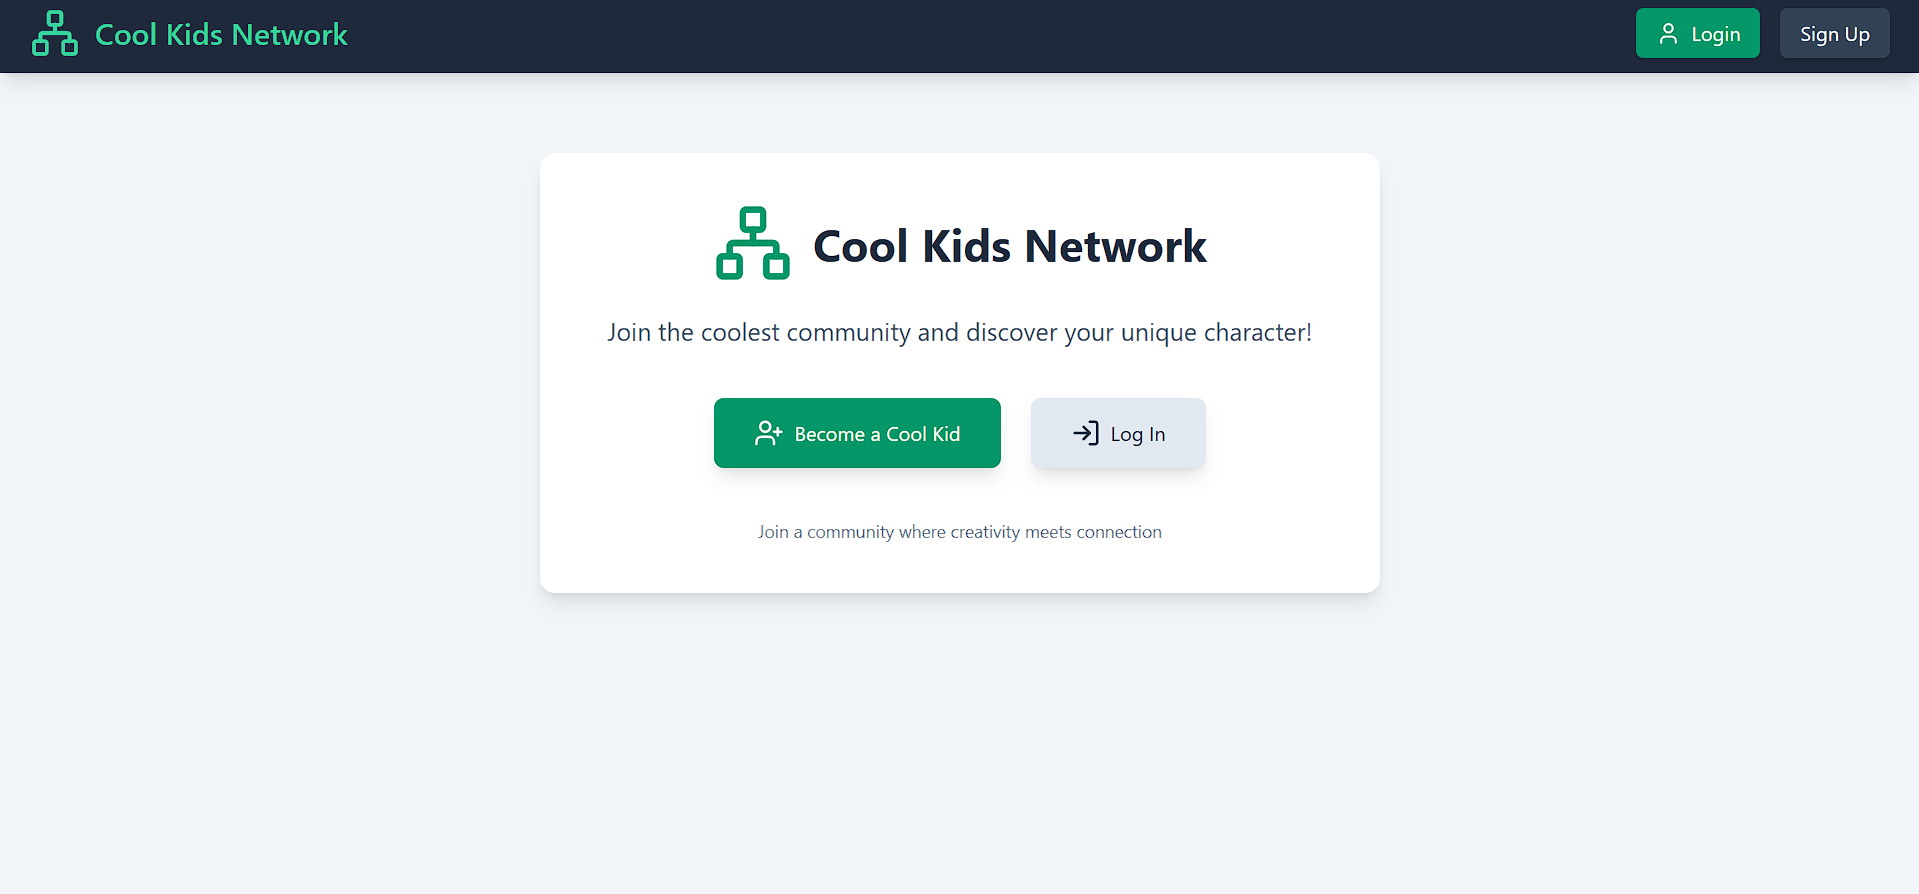 Cool Kids Network
Login
Sign Up
Cool Kids Network
Join the coolest community and discover your unique character!
Become a Cool Kid
Log In
Join a community where creativity meets connection